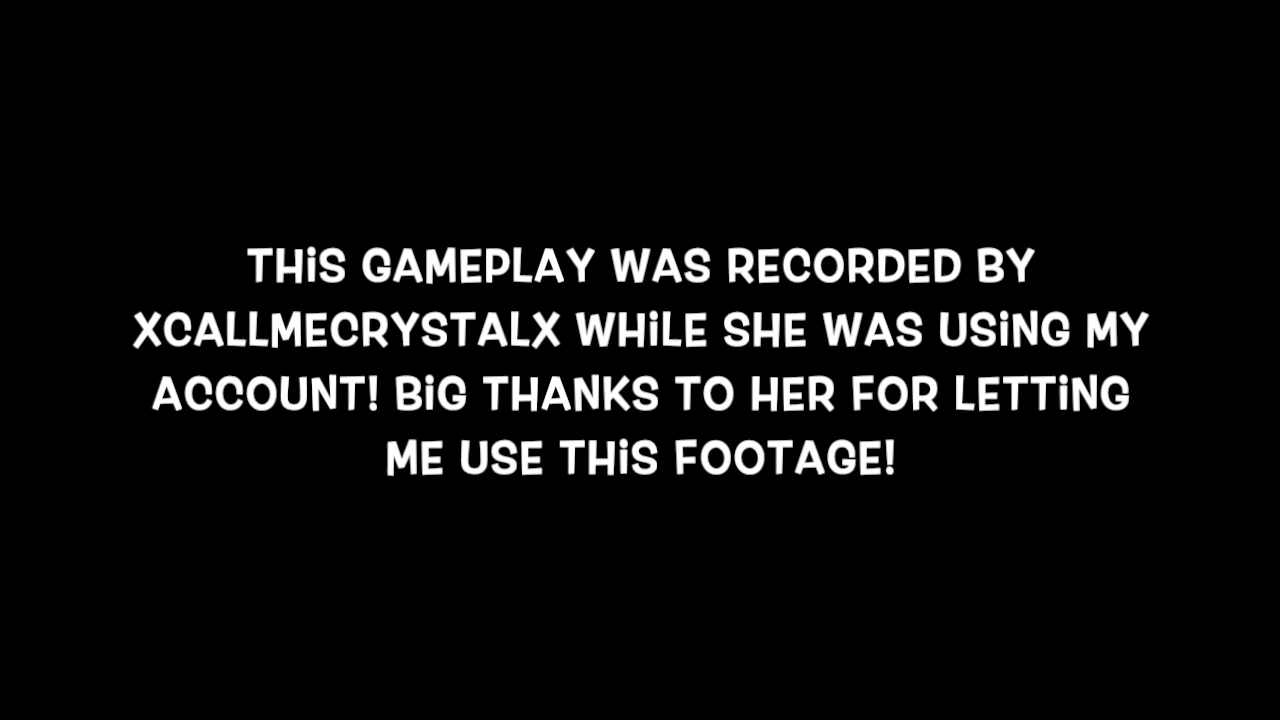 THiS GAMEPLAY WAS RECORDED BY
XCALLMECRYSTALX WHiLE SHE WAS USiNG MY
ACCOUNT! BiG THANKS TO HER FOR LETTiNG
ME USE THiS FOOTAGE!